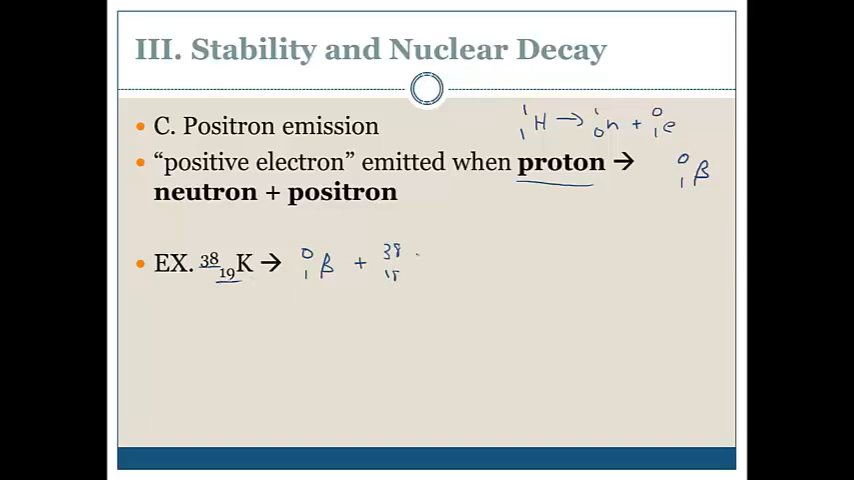 III. Stability and Nuclear Decay
• C. Positron emission ¹₁H → ¹₀n + ⁰₁e
• “positive electron” emitted when proton → ⁰₁β
neutron + positron
• EX. ³⁸₁₉K → ⁰₁β + ³⁸₁₈